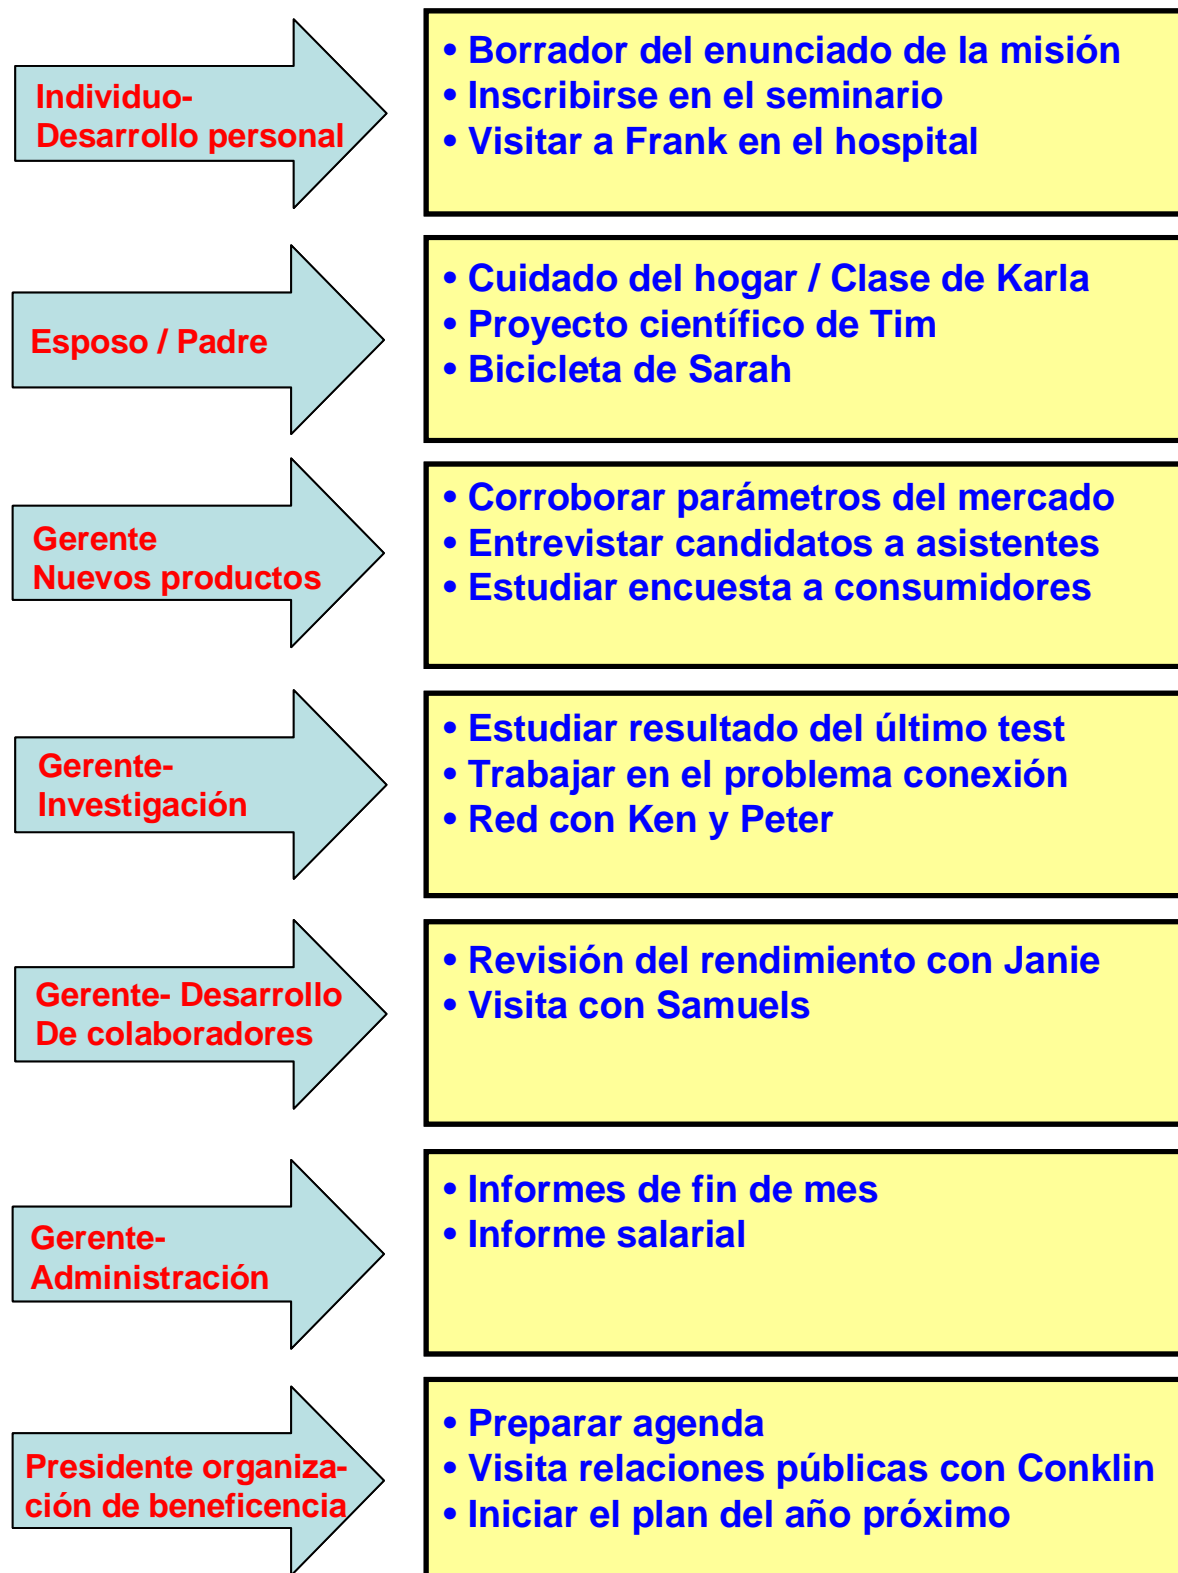 Individuo-
Desarrollo personal
• Borrador del enunciado de la misión
• Inscribirse en el seminario
• Visitar a Frank en el hospital
Esposo / Padre
• Cuidado del hogar / Clase de Karla
• Proyecto científico de Tim
• Bicicleta de Sarah
Gerente
Nuevos productos
• Corroborar parámetros del mercado
• Entrevistar candidatos a asistentes
• Estudiar encuesta a consumidores
Gerente-
Investigación
• Estudiar resultado del último test
• Trabajar en el problema conexión
• Red con Ken y Peter
Gerente- Desarrollo
De colaboradores
• Revisión del rendimiento con Janie
• Visita con Samuels
Gerente-
Administración
• Informes de fin de mes
• Informe salarial
Presidente organiza-
ción de beneficencia
• Preparar agenda
• Visita relaciones públicas con Conklin
• Iniciar el plan del año próximo